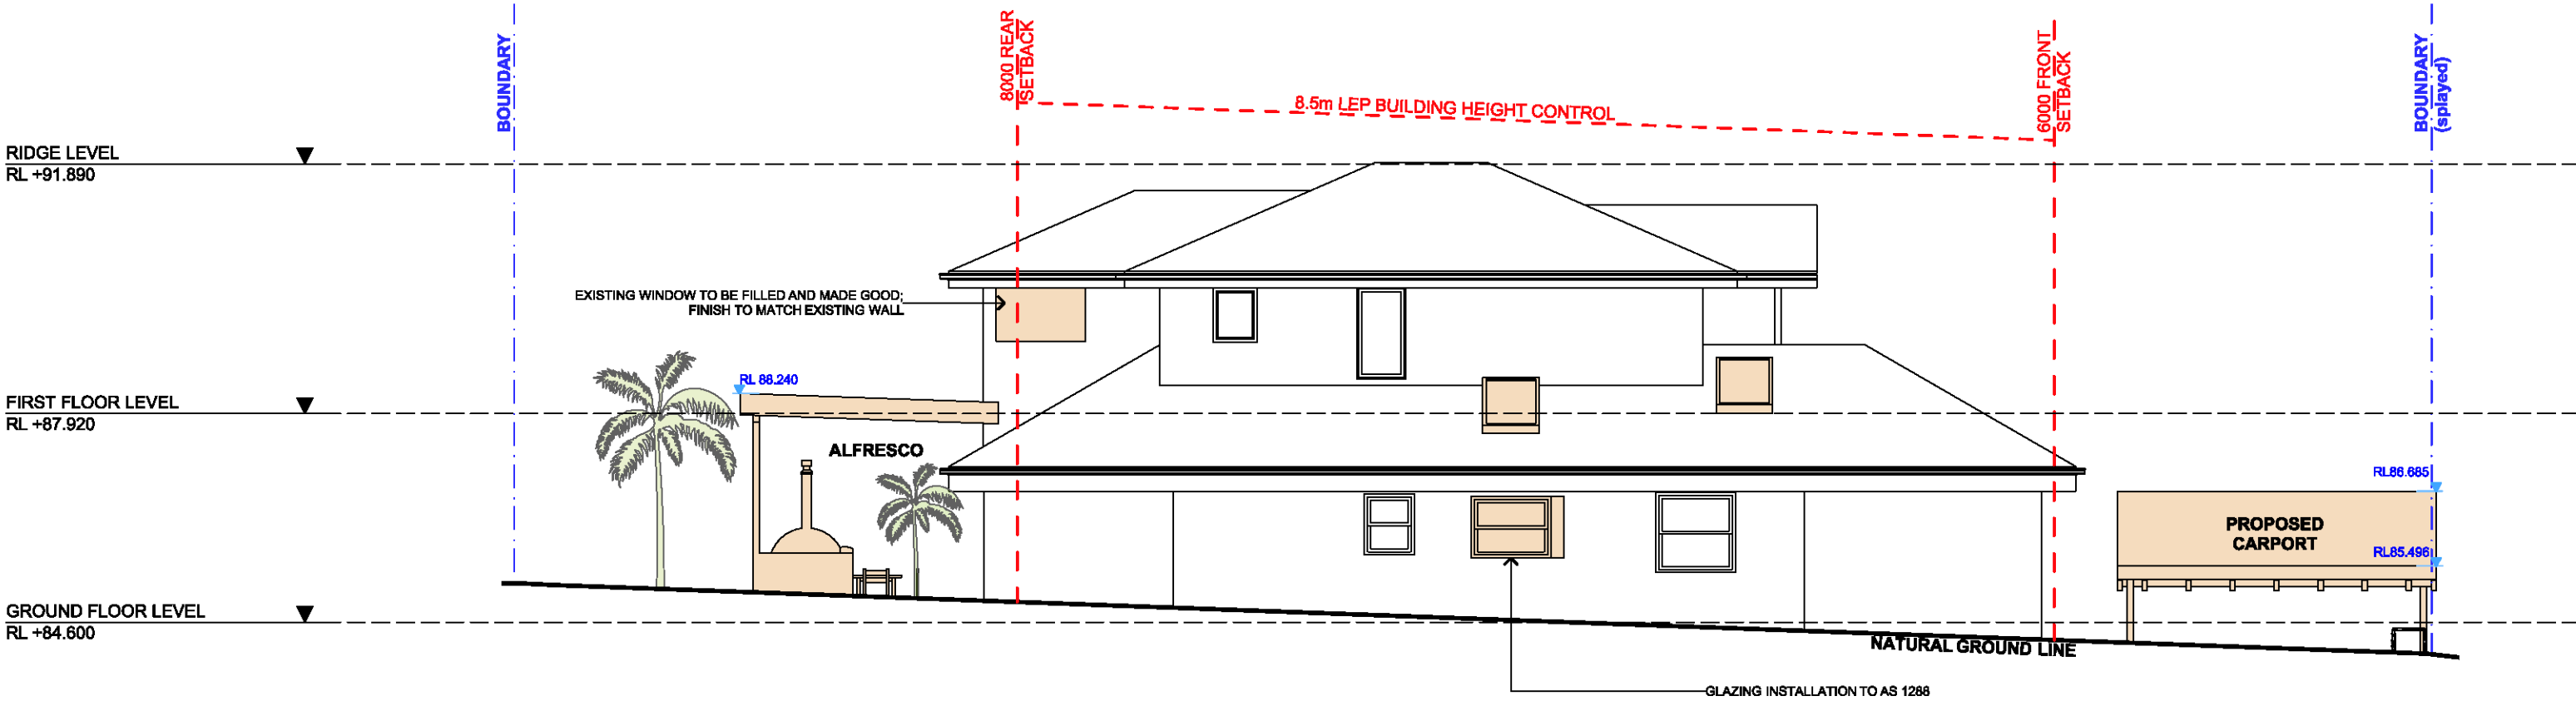 BOUNDARY
8000 REAR
SETBACK
8.5m LEP BUILDING HEIGHT CONTROL
6000 FRONT
SETBACK
BOUNDARY
(splayed)
RIDGE LEVEL
RL +91.890
EXISTING WINDOW TO BE FILLED AND MADE GOOD;
FINISH TO MATCH EXISTING WALL
RL 88.240
FIRST FLOOR LEVEL
RL +87.920
ALFRESCO
RL86.685
PROPOSED
CARPORT
RL85.496
GROUND FLOOR LEVEL
RL +84.600
NATURAL GROUND LINE
GLAZING INSTALLATION TO AS 1288